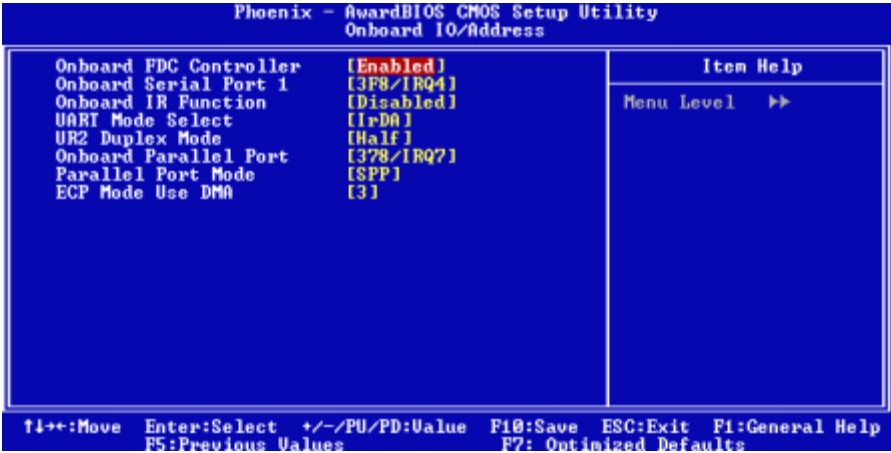 Phoenix - AwardBIOS CMOS Setup Utility
Onboard IO/Address
Onboard FDC Controller [Enabled]
Onboard Serial Port 1 [3F8/IRQ4]
Onboard IR Function [Disabled]
UART Mode Select [IrDA]
UR2 Duplex Mode [Half]
Onboard Parallel Port [378/IRQ7]
Parallel Port Mode [SPP]
ECP Mode Use DMA [3]
Item Help
Menu Level ►►
↑↓→←:Move Enter:Select +/-/PU/PD:Value F10:Save ESC:Exit F1:General Help
F5:Previous Values F7: Optimized Defaults